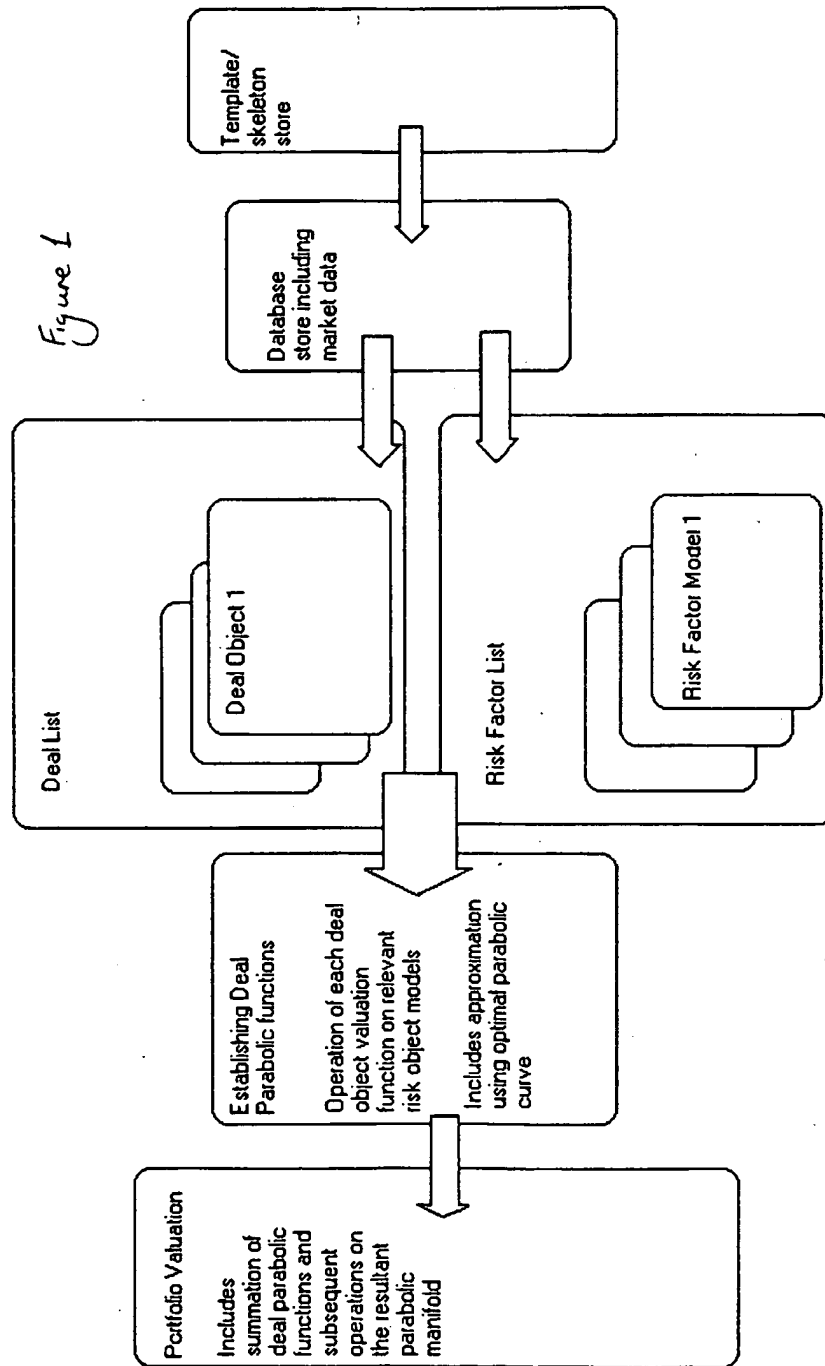 Figure 1
Template/
skeleton
store
Database
store including
market data
Deal List
Deal Object 1
Risk Factor List
Risk Factor Model 1
Establishing Deal
Parabolic functions
Operation of each deal
object valuation
function on relevant
risk object models
Includes approximation
using optimal parabolic
curve
Portfolio Valuation
Includes
summation of
deal parabolic
functions and
subsequent
operations on
the resultant
parabolic
manifold